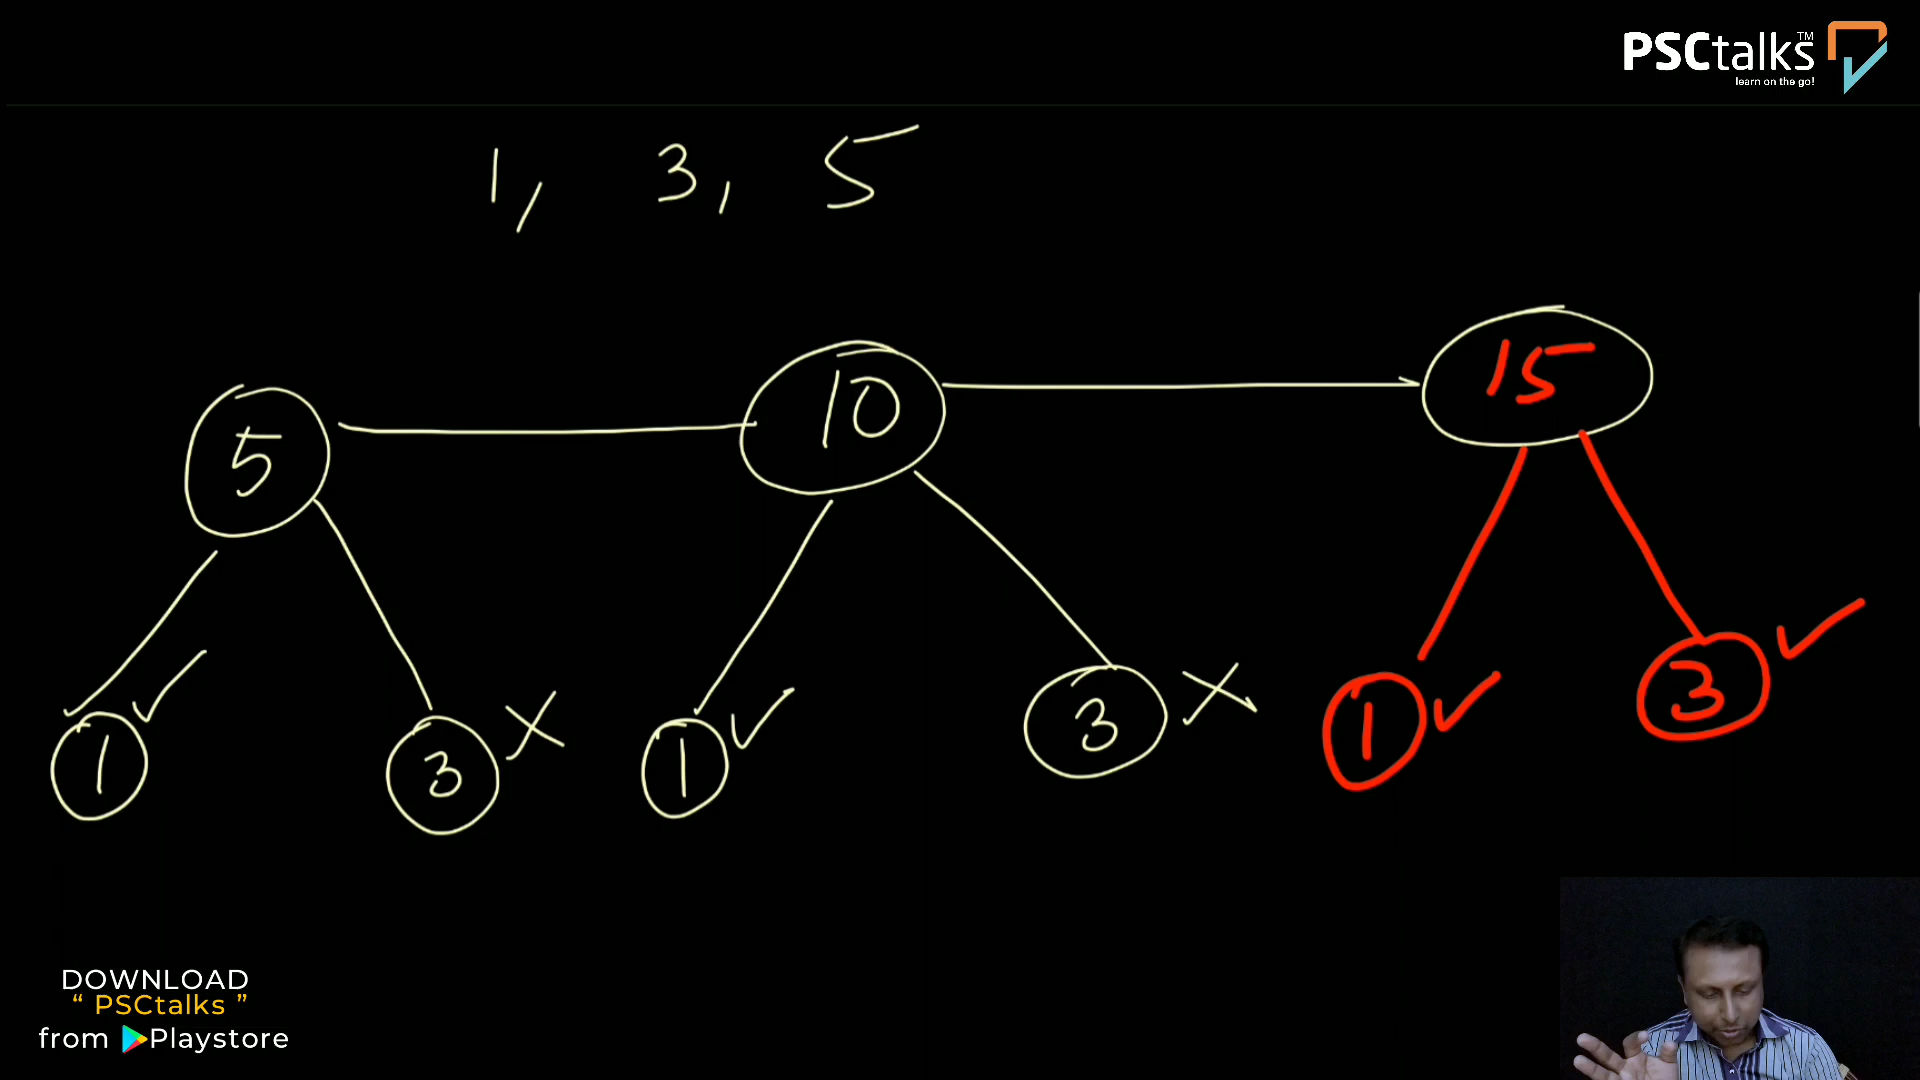 PSCtalks™
learn on the go!
1, 3, 5
5
10
15
1
3
1
3
1
3
DOWNLOAD
“ PSCtalks ”
from Playstore